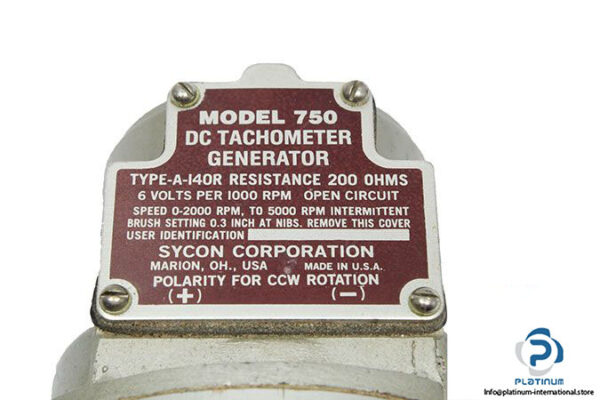 MODEL 750
DC TACHOMETER
GENERATOR
TYPE-A-140R RESISTANCE 200 OHMS
6 VOLTS PER 1000 RPM OPEN CIRCUIT
SPEED 0-2000 RPM, TO 5000 RPM INTERMITTENT
BRUSH SETTING 0.3 INCH AT NIBS. REMOVE THIS COVER
USER IDENTIFICATION
SYCON CORPORATION
MARION, OH., USA MADE IN U.S.A.
POLARITY FOR CCW ROTATION
(+) (-)
PLATINUM
Info@platinum-international.store